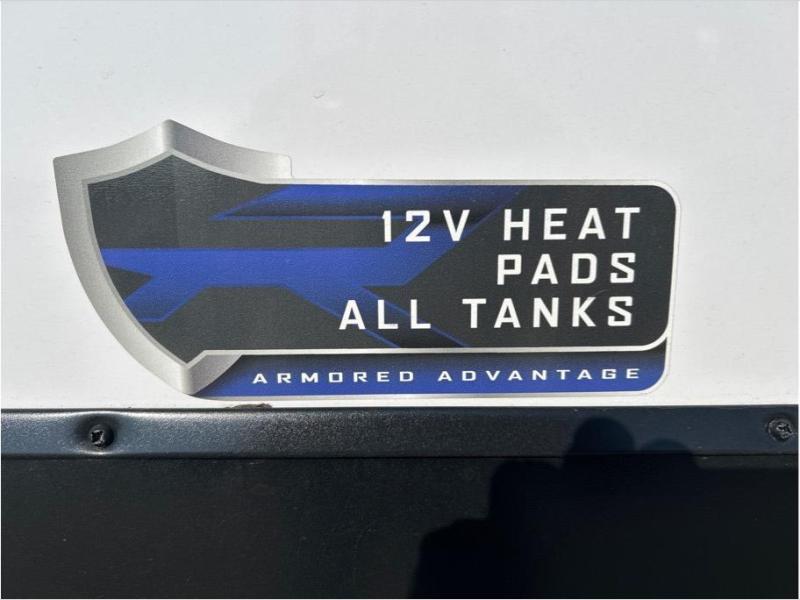 12V HEAT
PADS
ALL TANKS
ARMORED ADVANTAGE